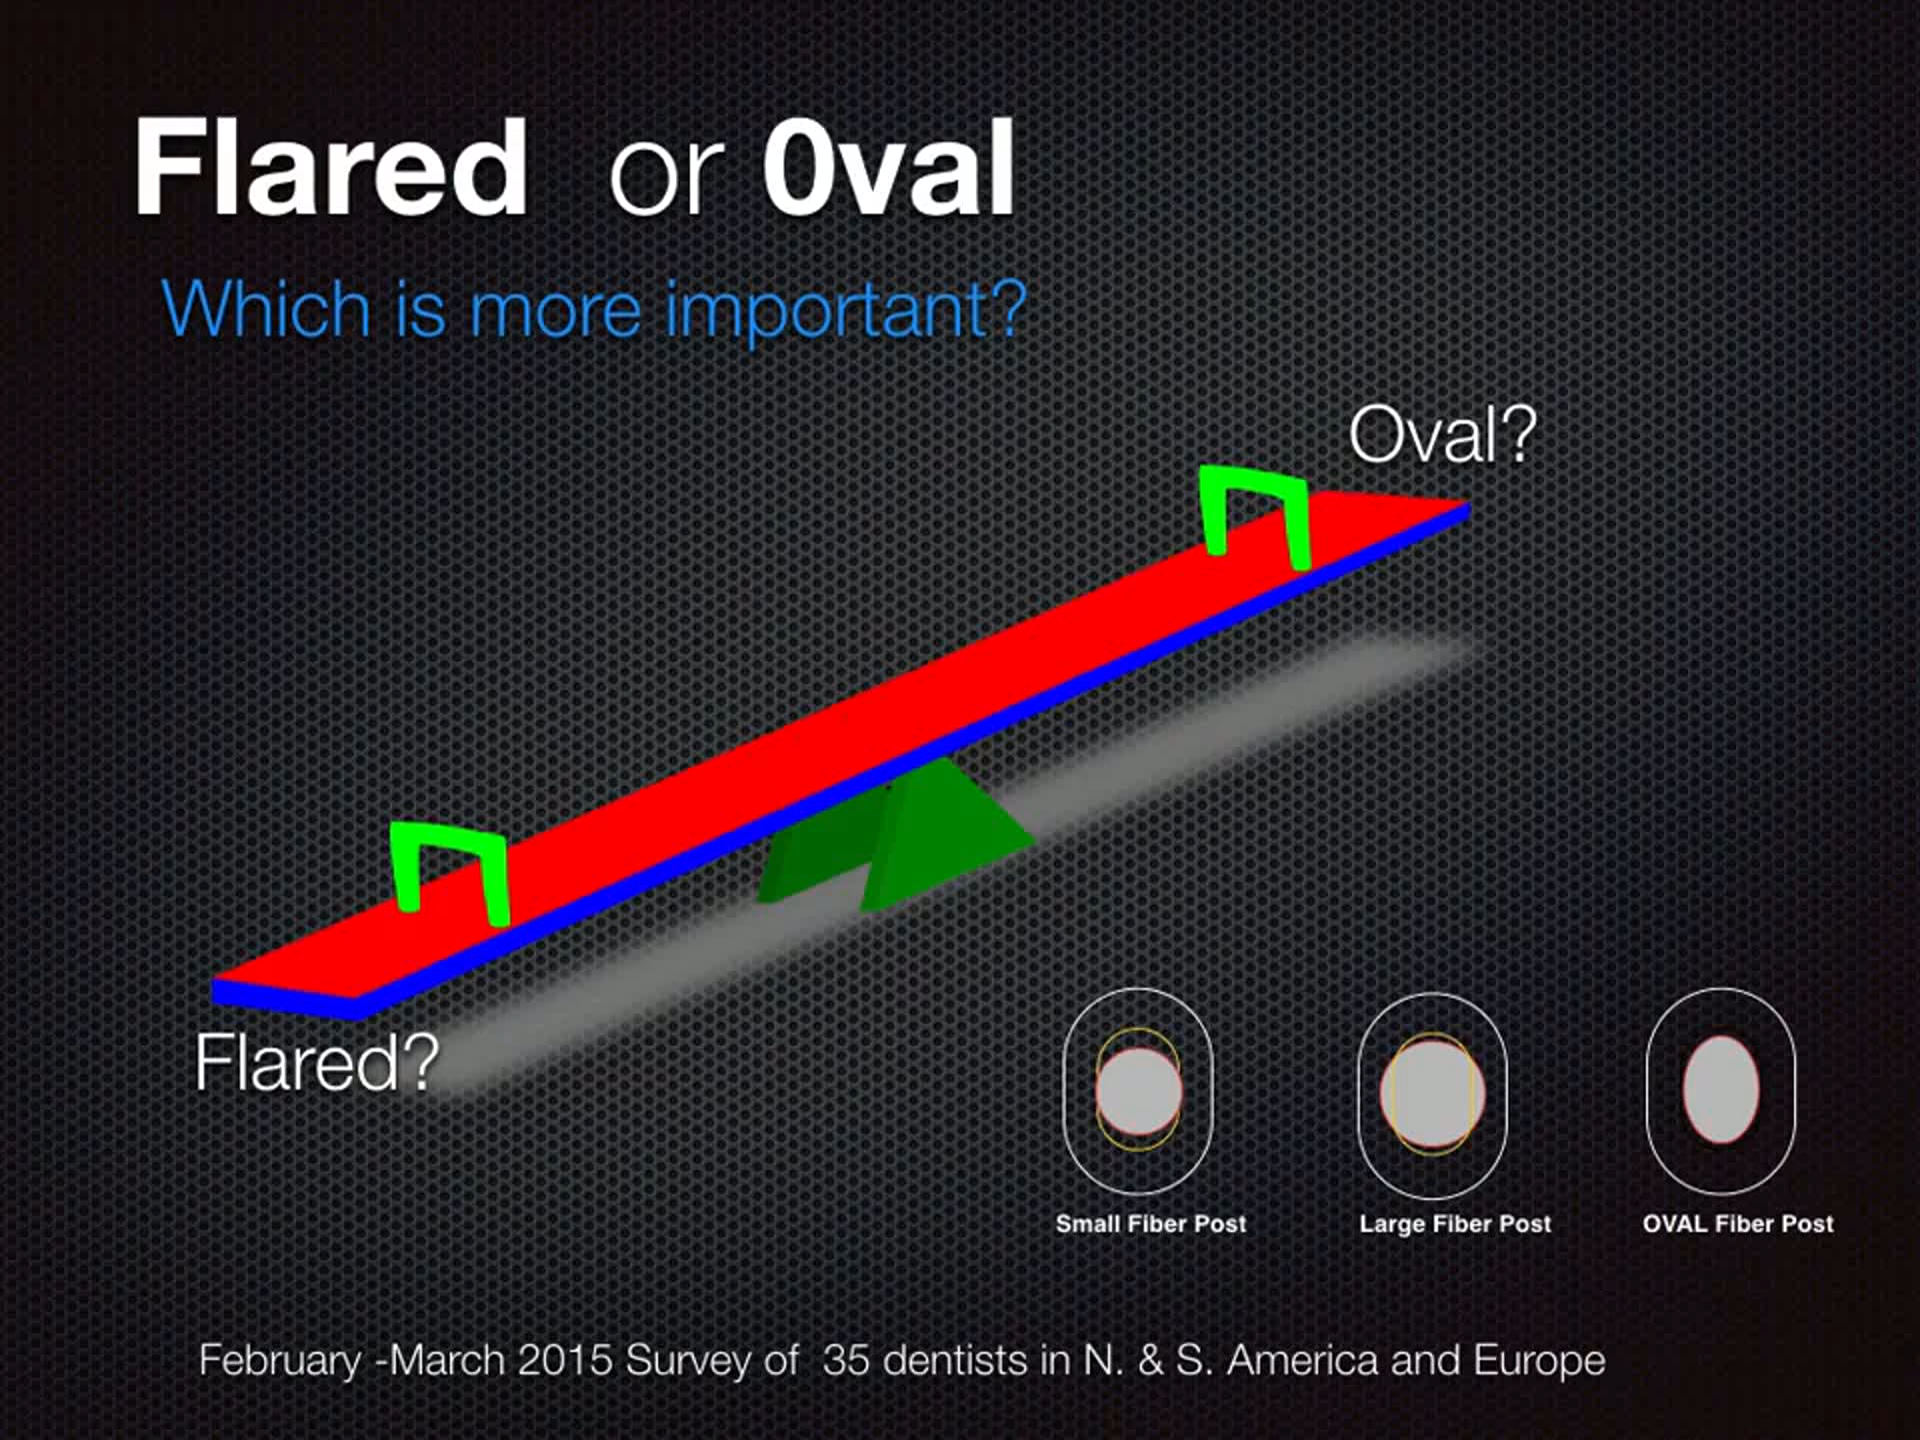 Flared or 0val
Which is more important?
Oval?
Flared?
Small Fiber Post
Large Fiber Post
OVAL Fiber Post
February -March 2015 Survey of 35 dentists in N. & S. America and Europe